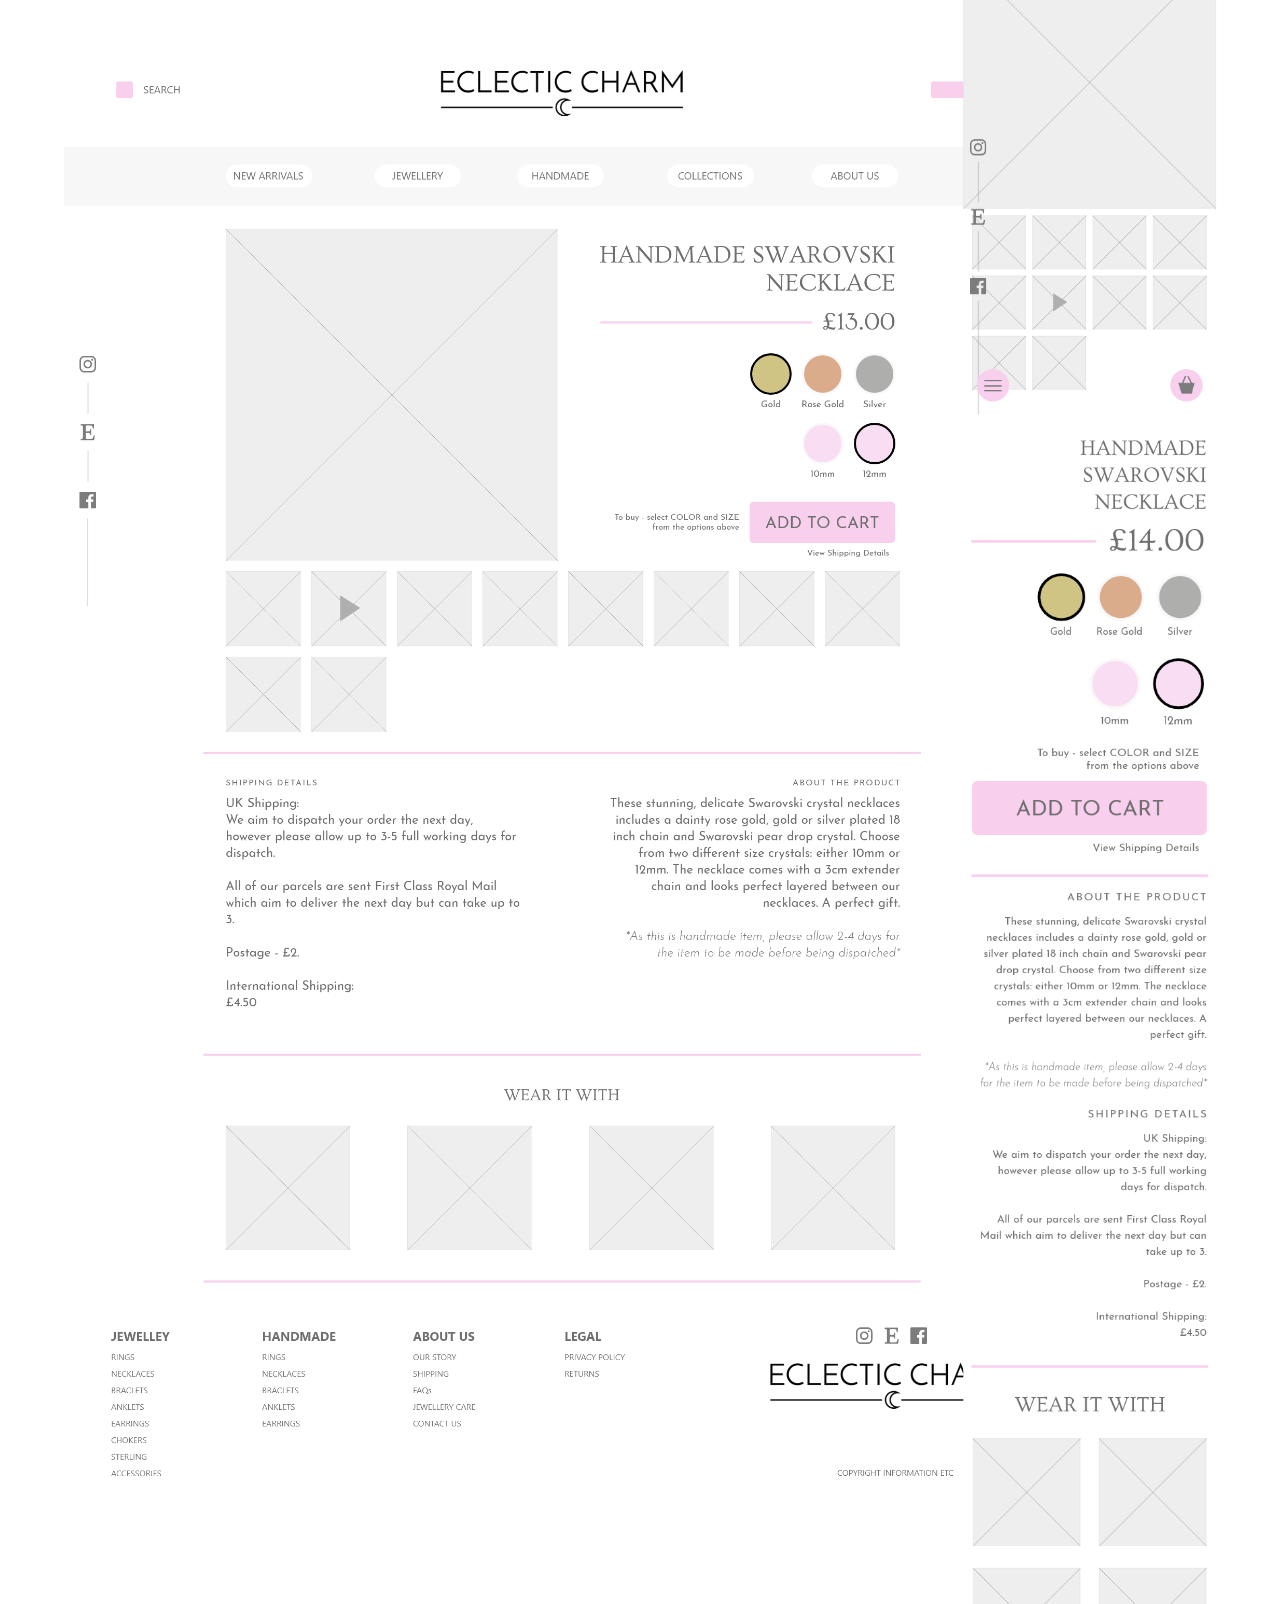 SEARCH
ECLECTIC CHARM
NEW ARRIVALS
JEWELLERY
HANDMADE
COLLECTIONS
ABOUT US
HANDMADE SWAROVSKI
NECKLACE
£13.00
Gold
Rose Gold
Silver
10mm
12mm
To buy - select COLOR and SIZE
from the options above
ADD TO CART
View Shipping Details
E
SHIPPING DETAILS
UK Shipping:
We aim to dispatch your order the next day,
however please allow up to 3-5 full working days for
dispatch.
All of our parcels are sent First Class Royal Mail
which aim to deliver the next day but can take up to
3.
Postage - £2.
International Shipping:
£4.50
ABOUT THE PRODUCT
These stunning, delicate Swarovski crystal necklaces
includes a dainty rose gold, gold or silver plated 18
inch chain and Swarovski pear drop crystal. Choose
from two different size crystals: either 10mm or
12mm. The necklace comes with a 3cm extender
chain and looks perfect layered between our
necklaces. A perfect gift.
*As this is handmade item, please allow 2-4 days for
the item to be made before being dispatched*
WEAR IT WITH
JEWELLEY
RINGS
NECKLACES
BRACLETS
ANKLETS
EARRINGS
CHOKERS
STERLING
ACCESSORIES
HANDMADE
RINGS
NECKLACES
BRACLETS
ANKLETS
EARRINGS
ABOUT US
OUR STORY
SHIPPING
FAQs
JEWELLERY CARE
CONTACT US
LEGAL
PRIVACY POLICY
RETURNS
E
ECLECTIC CHA
COPYRIGHT INFORMATION ETC
E
HANDMADE
SWAROVSKI
NECKLACE
£14.00
Gold
Rose Gold
Silver
10mm
12mm
To buy - select COLOR and SIZE
from the options above
ADD TO CART
View Shipping Details
ABOUT THE PRODUCT
These stunning, delicate Swarovski crystal
necklaces includes a dainty rose gold, gold or
silver plated 18 inch chain and Swarovski pear
drop crystal. Choose from two different size
crystals: either 10mm or 12mm. The necklace
comes with a 3cm extender chain and looks
perfect layered between our necklaces. A
perfect gift.
*As this is handmade item, please allow 2-4 days
for the item to be made before being dispatched*
SHIPPING DETAILS
UK Shipping:
We aim to dispatch your order the next day,
however please allow up to 3-5 full working
days for dispatch.
All of our parcels are sent First Class Royal
Mail which aim to deliver the next day but can
take up to 3.
Postage - £2.
International Shipping:
£4.50
WEAR IT WITH